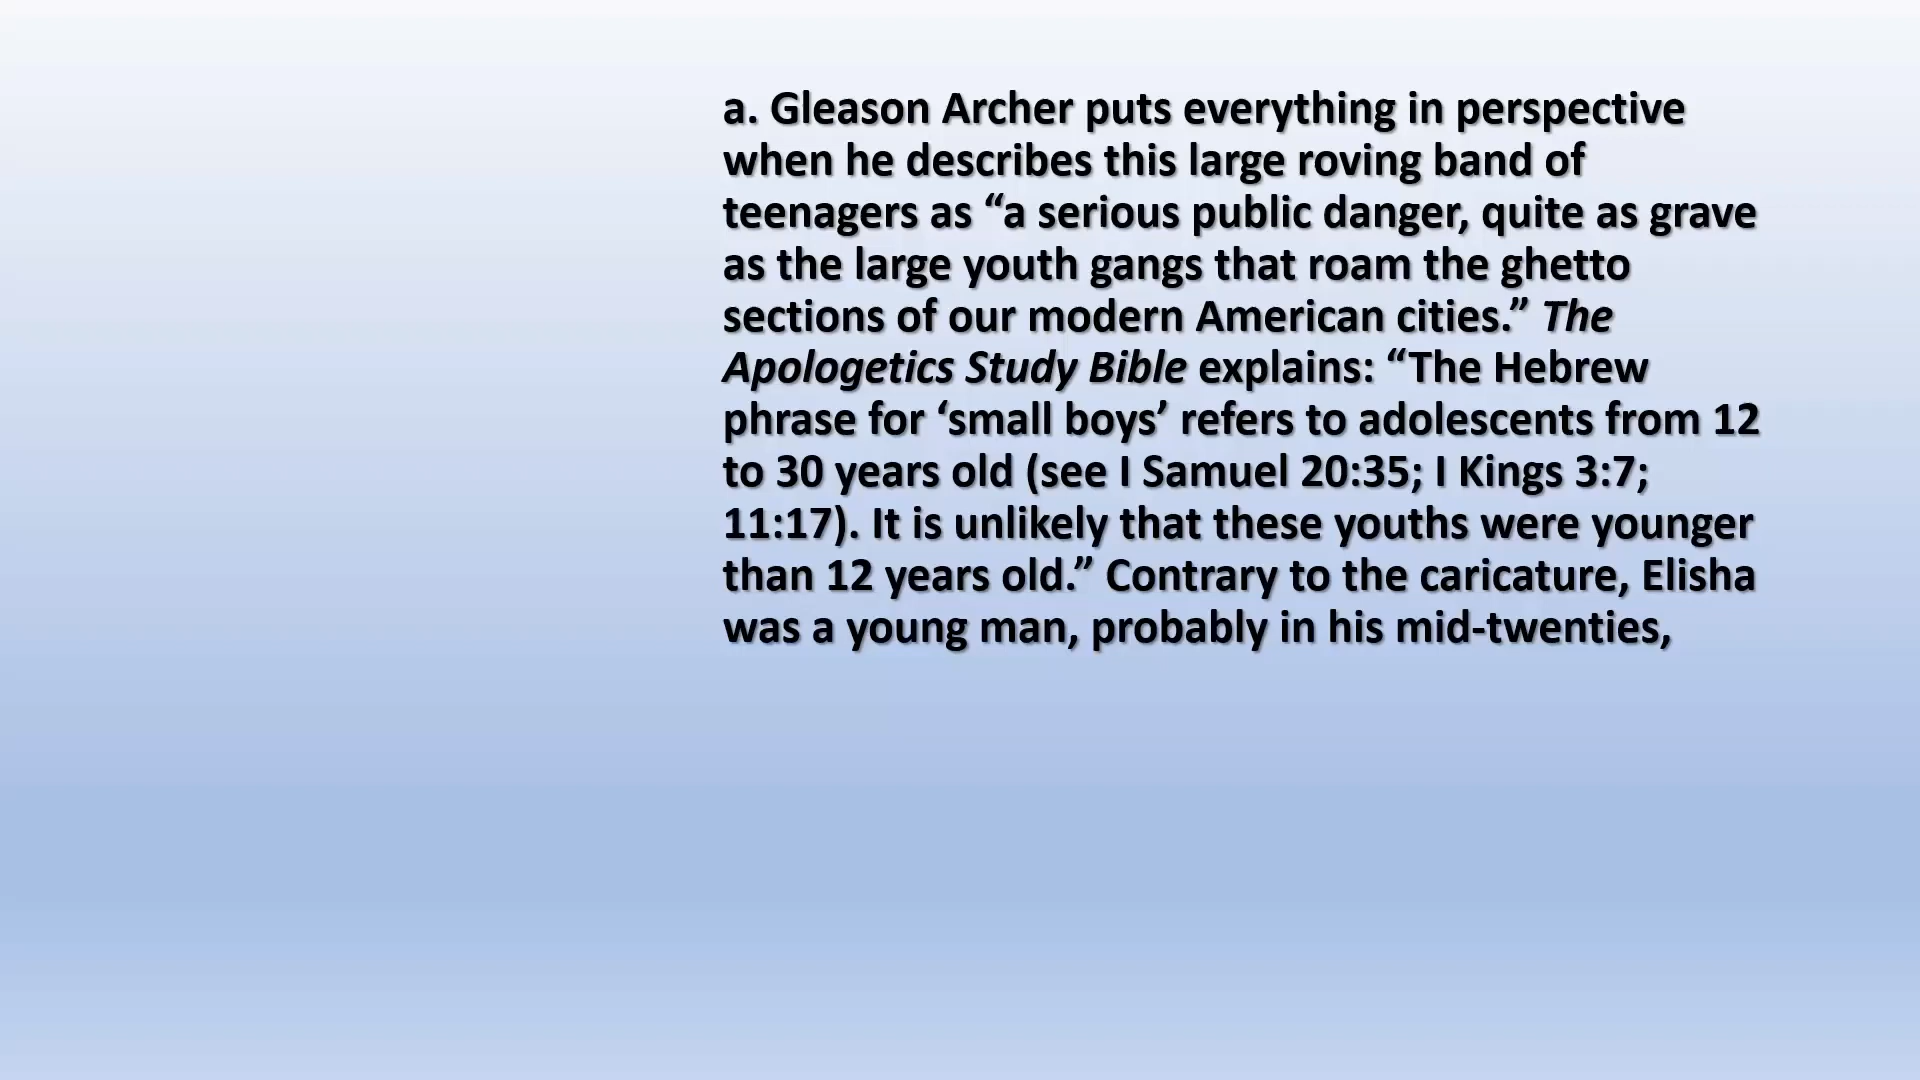 a. Gleason Archer puts everything in perspective
when he describes this large roving band of
teenagers as “a serious public danger, quite as grave
as the large youth gangs that roam the ghetto
sections of our modern American cities.” The
Apologetics Study Bible explains: “The Hebrew
phrase for ‘small boys’ refers to adolescents from 12
to 30 years old (see I Samuel 20:35; I Kings 3:7;
11:17). It is unlikely that these youths were younger
than 12 years old.” Contrary to the caricature, Elisha
was a young man, probably in his mid-twenties,